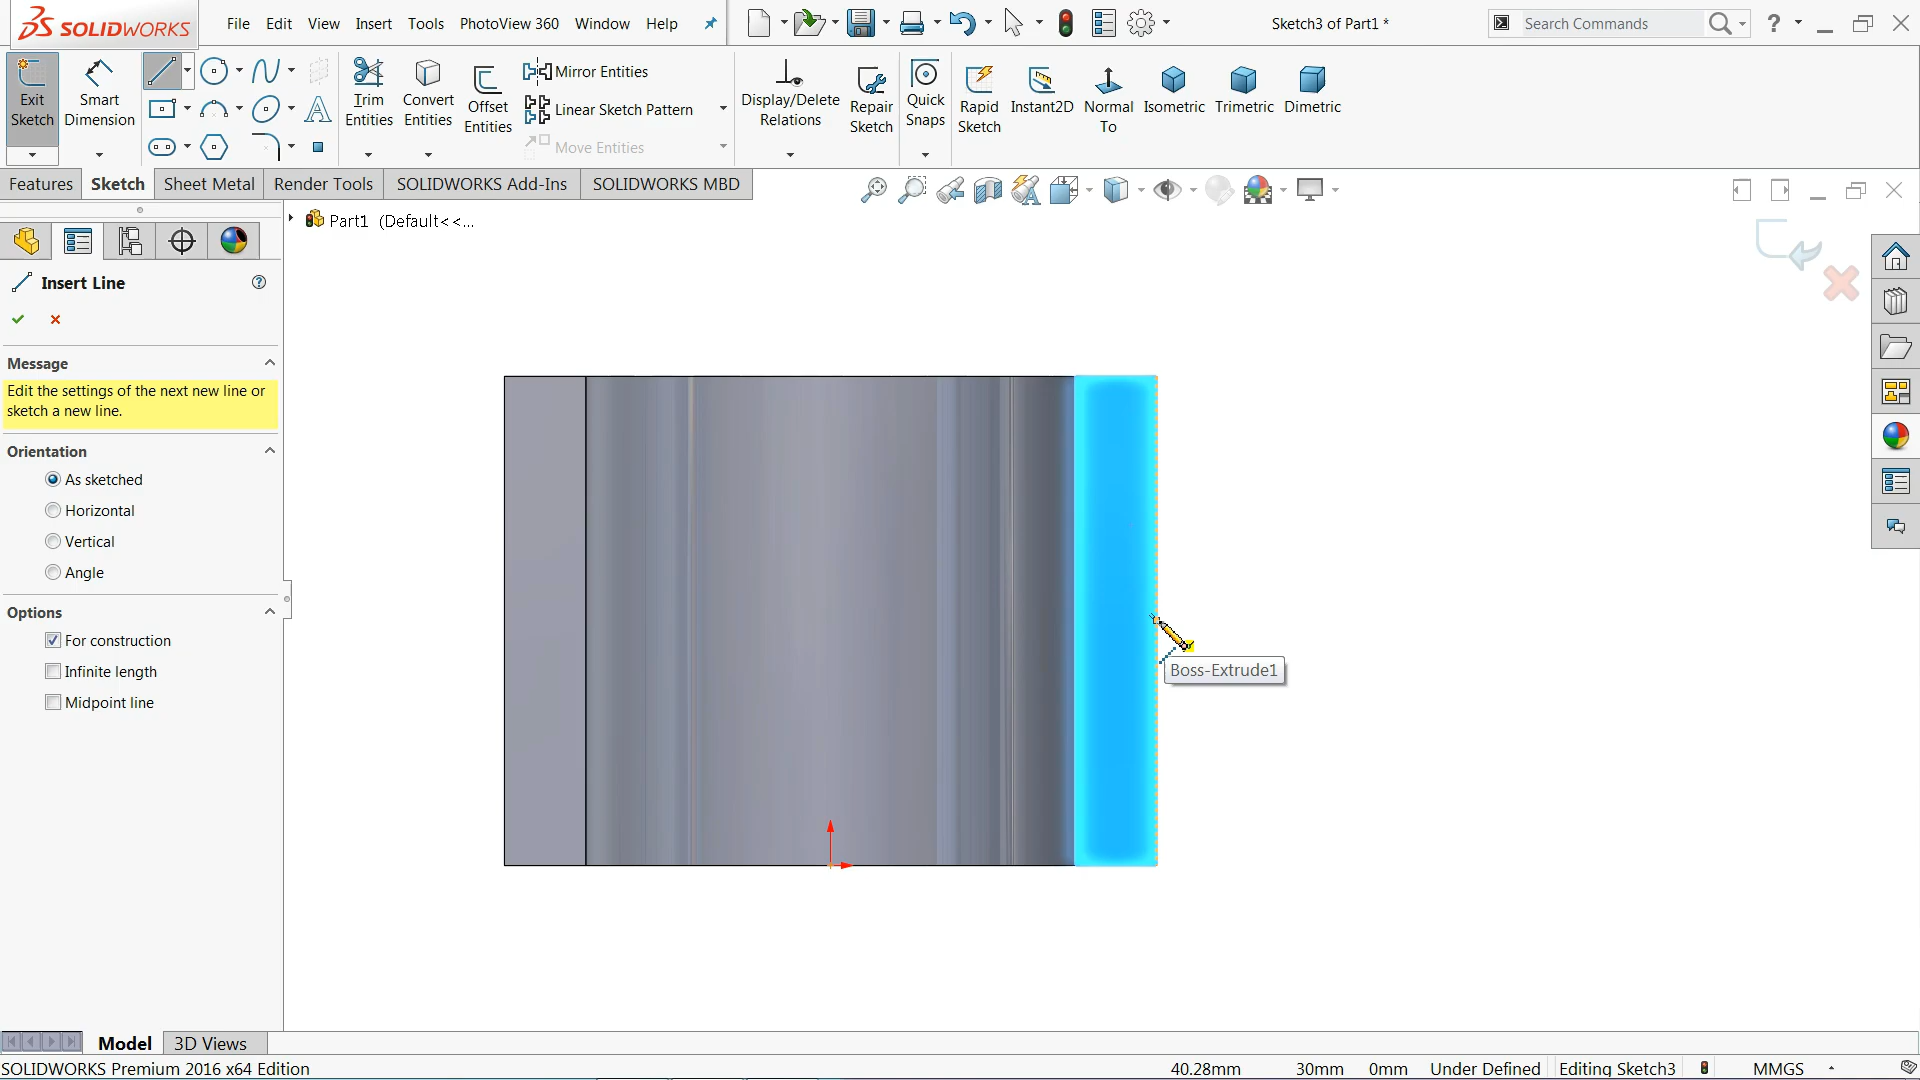 SOLIDWORKS
File Edit View Insert Tools PhotoView 360 Window Help
Sketch3 of Part1 *
Search Commands
Exit Sketch
Smart Dimension
Trim Entities
Convert Entities
Offset Entities
Mirror Entities
Linear Sketch Pattern
Move Entities
Display/Delete Relations
Repair Sketch
Quick Snaps
Rapid Sketch
Instant2D
Normal To
Isometric
Trimetric
Dimetric
Features Sketch Sheet Metal Render Tools SOLIDWORKS Add-Ins SOLIDWORKS MBD
Part1 (Default<<...
Insert Line
Message
Edit the settings of the next new line or
sketch a new line.
Orientation
As sketched
Horizontal
Vertical
Angle
Options
For construction
Infinite length
Midpoint line
Boss-Extrude1
Model 3D Views
SOLIDWORKS Premium 2016 x64 Edition
40.28mm 30mm 0mm Under Defined Editing Sketch3 MMGS